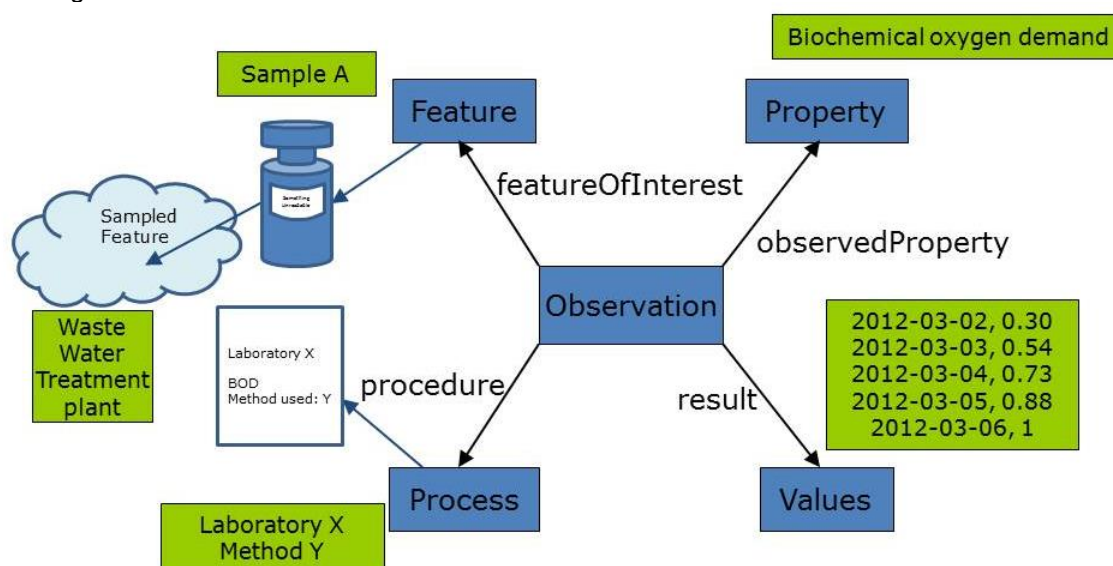 Biochemical oxygen demand
Sample A
Feature
Property
featureOfInterest
Sampled
Feature
observedProperty
Observation
Waste
Water
Treatment
plant
Laboratory X
BOD
Method used: Y
procedure
result
2012-03-02, 0.30
2012-03-03, 0.54
2012-03-04, 0.73
2012-03-05, 0.88
2012-03-06, 1
Process
Values
Laboratory X
Method Y